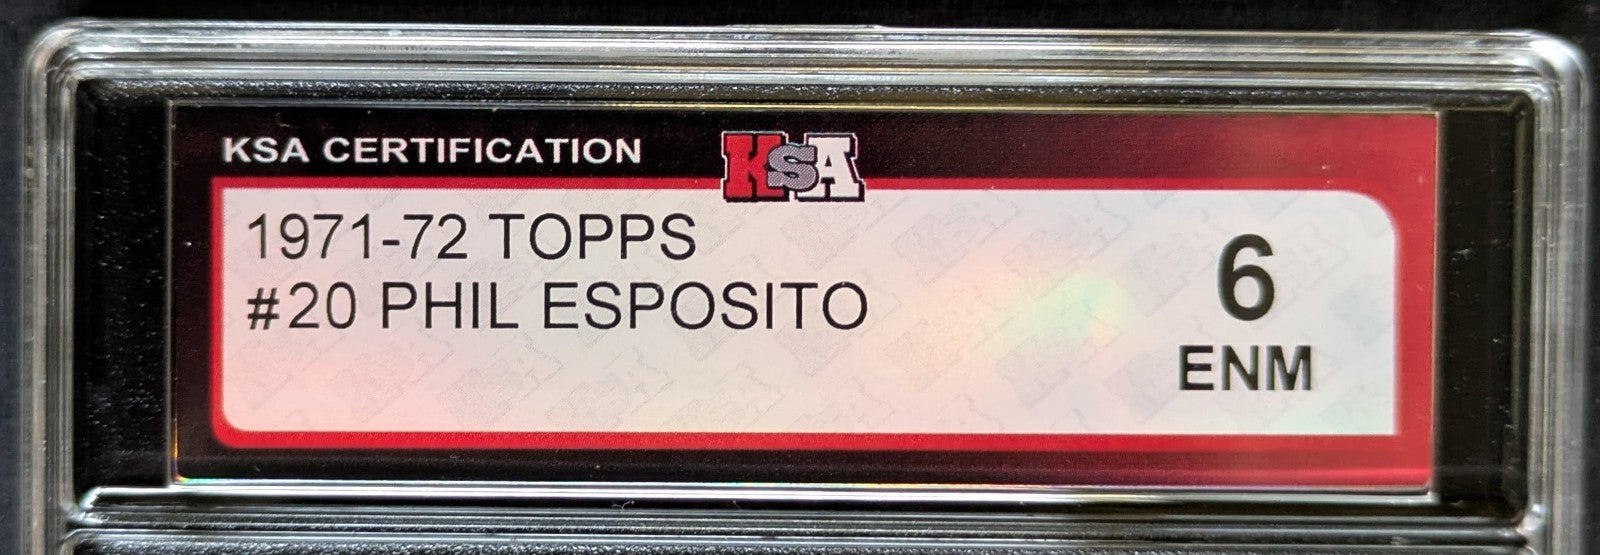 KSA CERTIFICATION
KSA
1971-72 TOPPS
#20 PHIL ESPOSITO
6
ENM